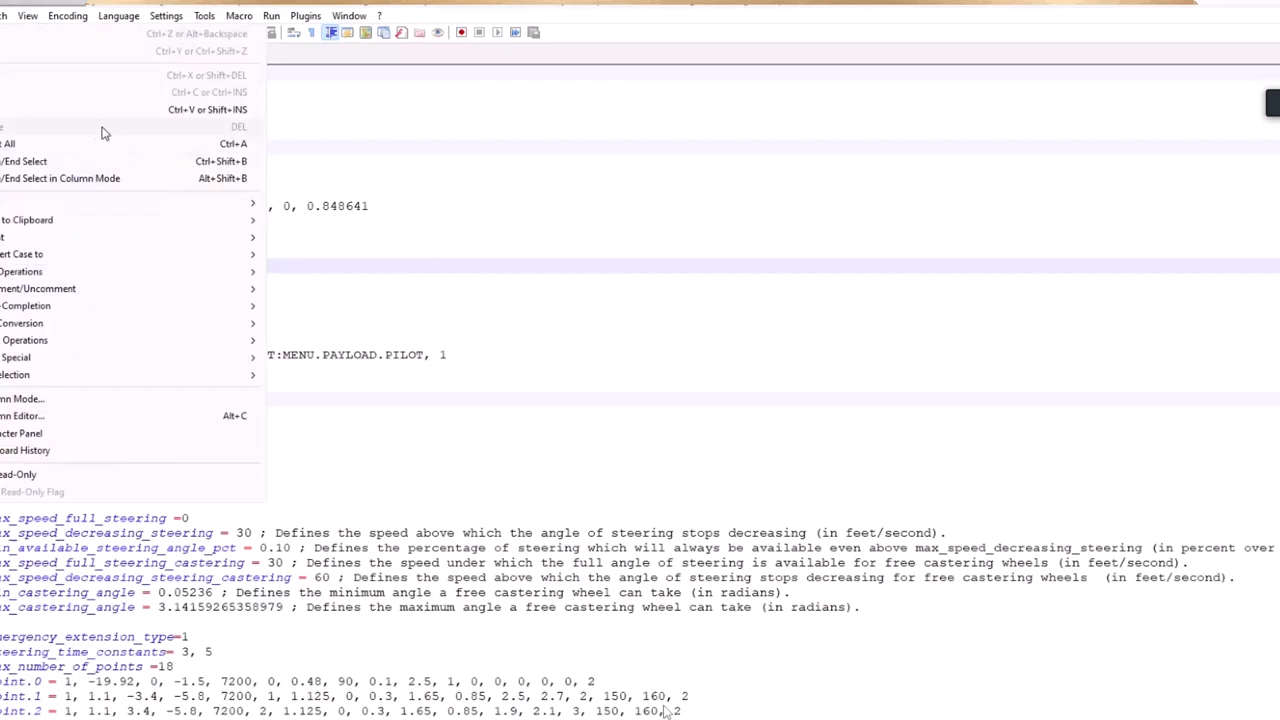 View Encoding Language Settings Tools Macro Run Plugins Window ?
Ctrl+Z or Alt+Backspace
Ctrl+Y or Ctrl+Shift+Z
Ctrl+X or Shift+DEL
Ctrl+C or Ctrl+INS
Ctrl+V or Shift+INS
DEL
All Ctrl+A
/End Select Ctrl+Shift+B
/End Select in Column Mode Alt+Shift+B
, 0, 0.848641
to Clipboard
ert Case to
Operations
ment/Uncomment
-Completion
Conversion
Operations
T:MENU.PAYLOAD.PILOT, 1
Special
election
mn Mode...
mn Editor... Alt+C
cter Panel
oard History
ead-Only
Read-Only Flag
ax_speed_full_steering =0
ax_speed_decreasing_steering = 30 ; Defines the speed above which the angle of steering stops decreasing (in feet/second).
in_available_steering_angle_pct = 0.10 ; Defines the percentage of steering which will always be available even above max_speed_decreasing_steering (in percent over
ax_speed_full_steering_castering = 30 ; Defines the speed under which the full angle of steering is available for free castering wheels (in feet/second).
ax_speed_decreasing_steering_castering = 60 ; Defines the speed above which the angle of steering stops decreasing for free castering wheels (in feet/second).
in_castering_angle = 0.05236 ; Defines the minimum angle a free castering wheel can take (in radians).
ax_castering_angle = 3.14159265358979 ; Defines the maximum angle a free castering wheel can take (in radians).
mergency_extension_type=1
teering_time_constants= 3, 5
ax_number_of_points =18
oint.0 = 1, -19.92, 0, -1.5, 7200, 0, 0.48, 90, 0.1, 2.5, 1, 0, 0, 0, 0, 0, 2
oint.1 = 1, 1.1, -3.4, -5.8, 7200, 1, 1.125, 0, 0.3, 1.65, 0.85, 2.5, 2.7, 2, 150, 160, 2
oint.2 = 1, 1.1, 3.4, -5.8, 7200, 2, 1.125, 0, 0.3, 1.65, 0.85, 1.9, 2.1, 3, 150, 160, 2